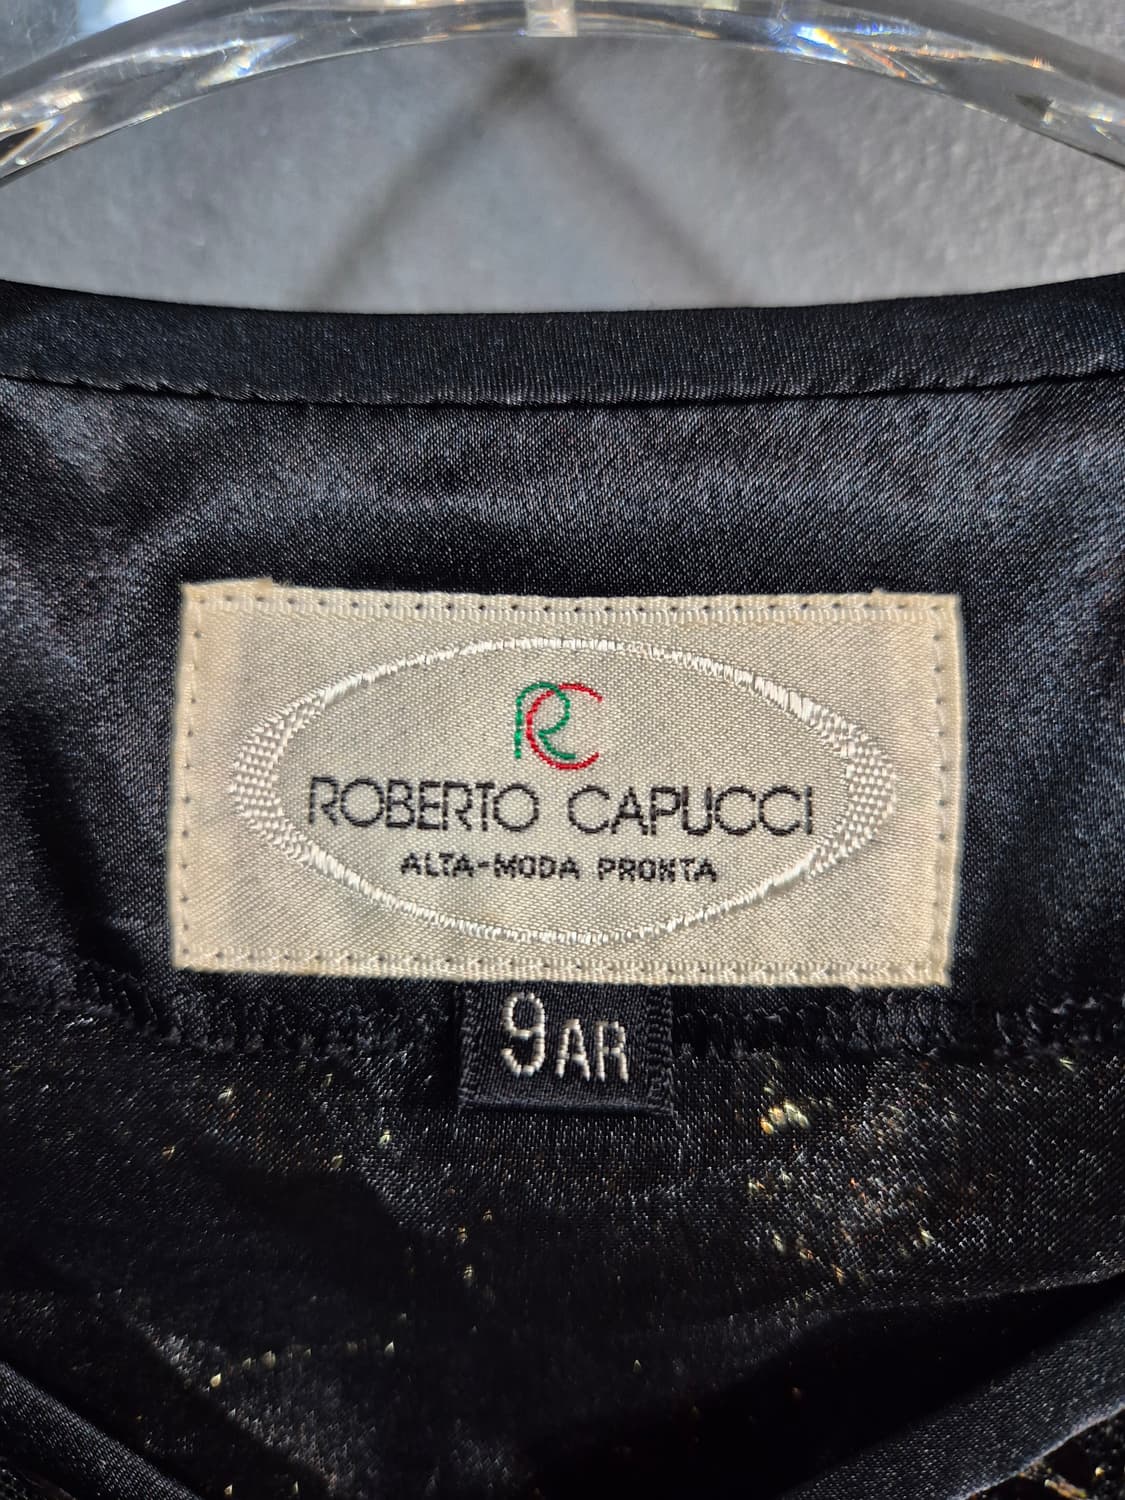 RC
ROBERTO CAPUCCI
ALTA-MODA PRONTA
9AR